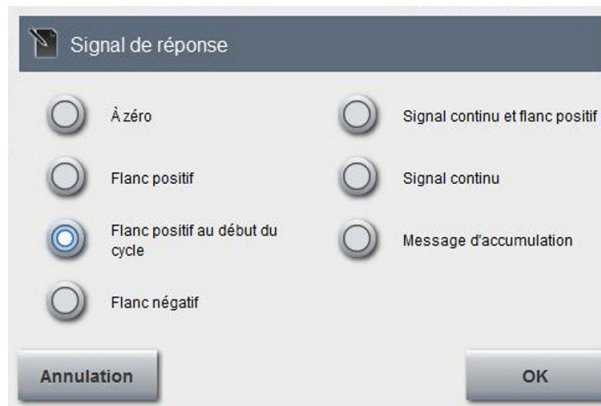 Signal de réponse
À zéro
Flanc positif
Flanc positif au début du
cycle
Flanc négatif
Signal continu et flanc positif
Signal continu
Message d'accumulation
Annulation
OK